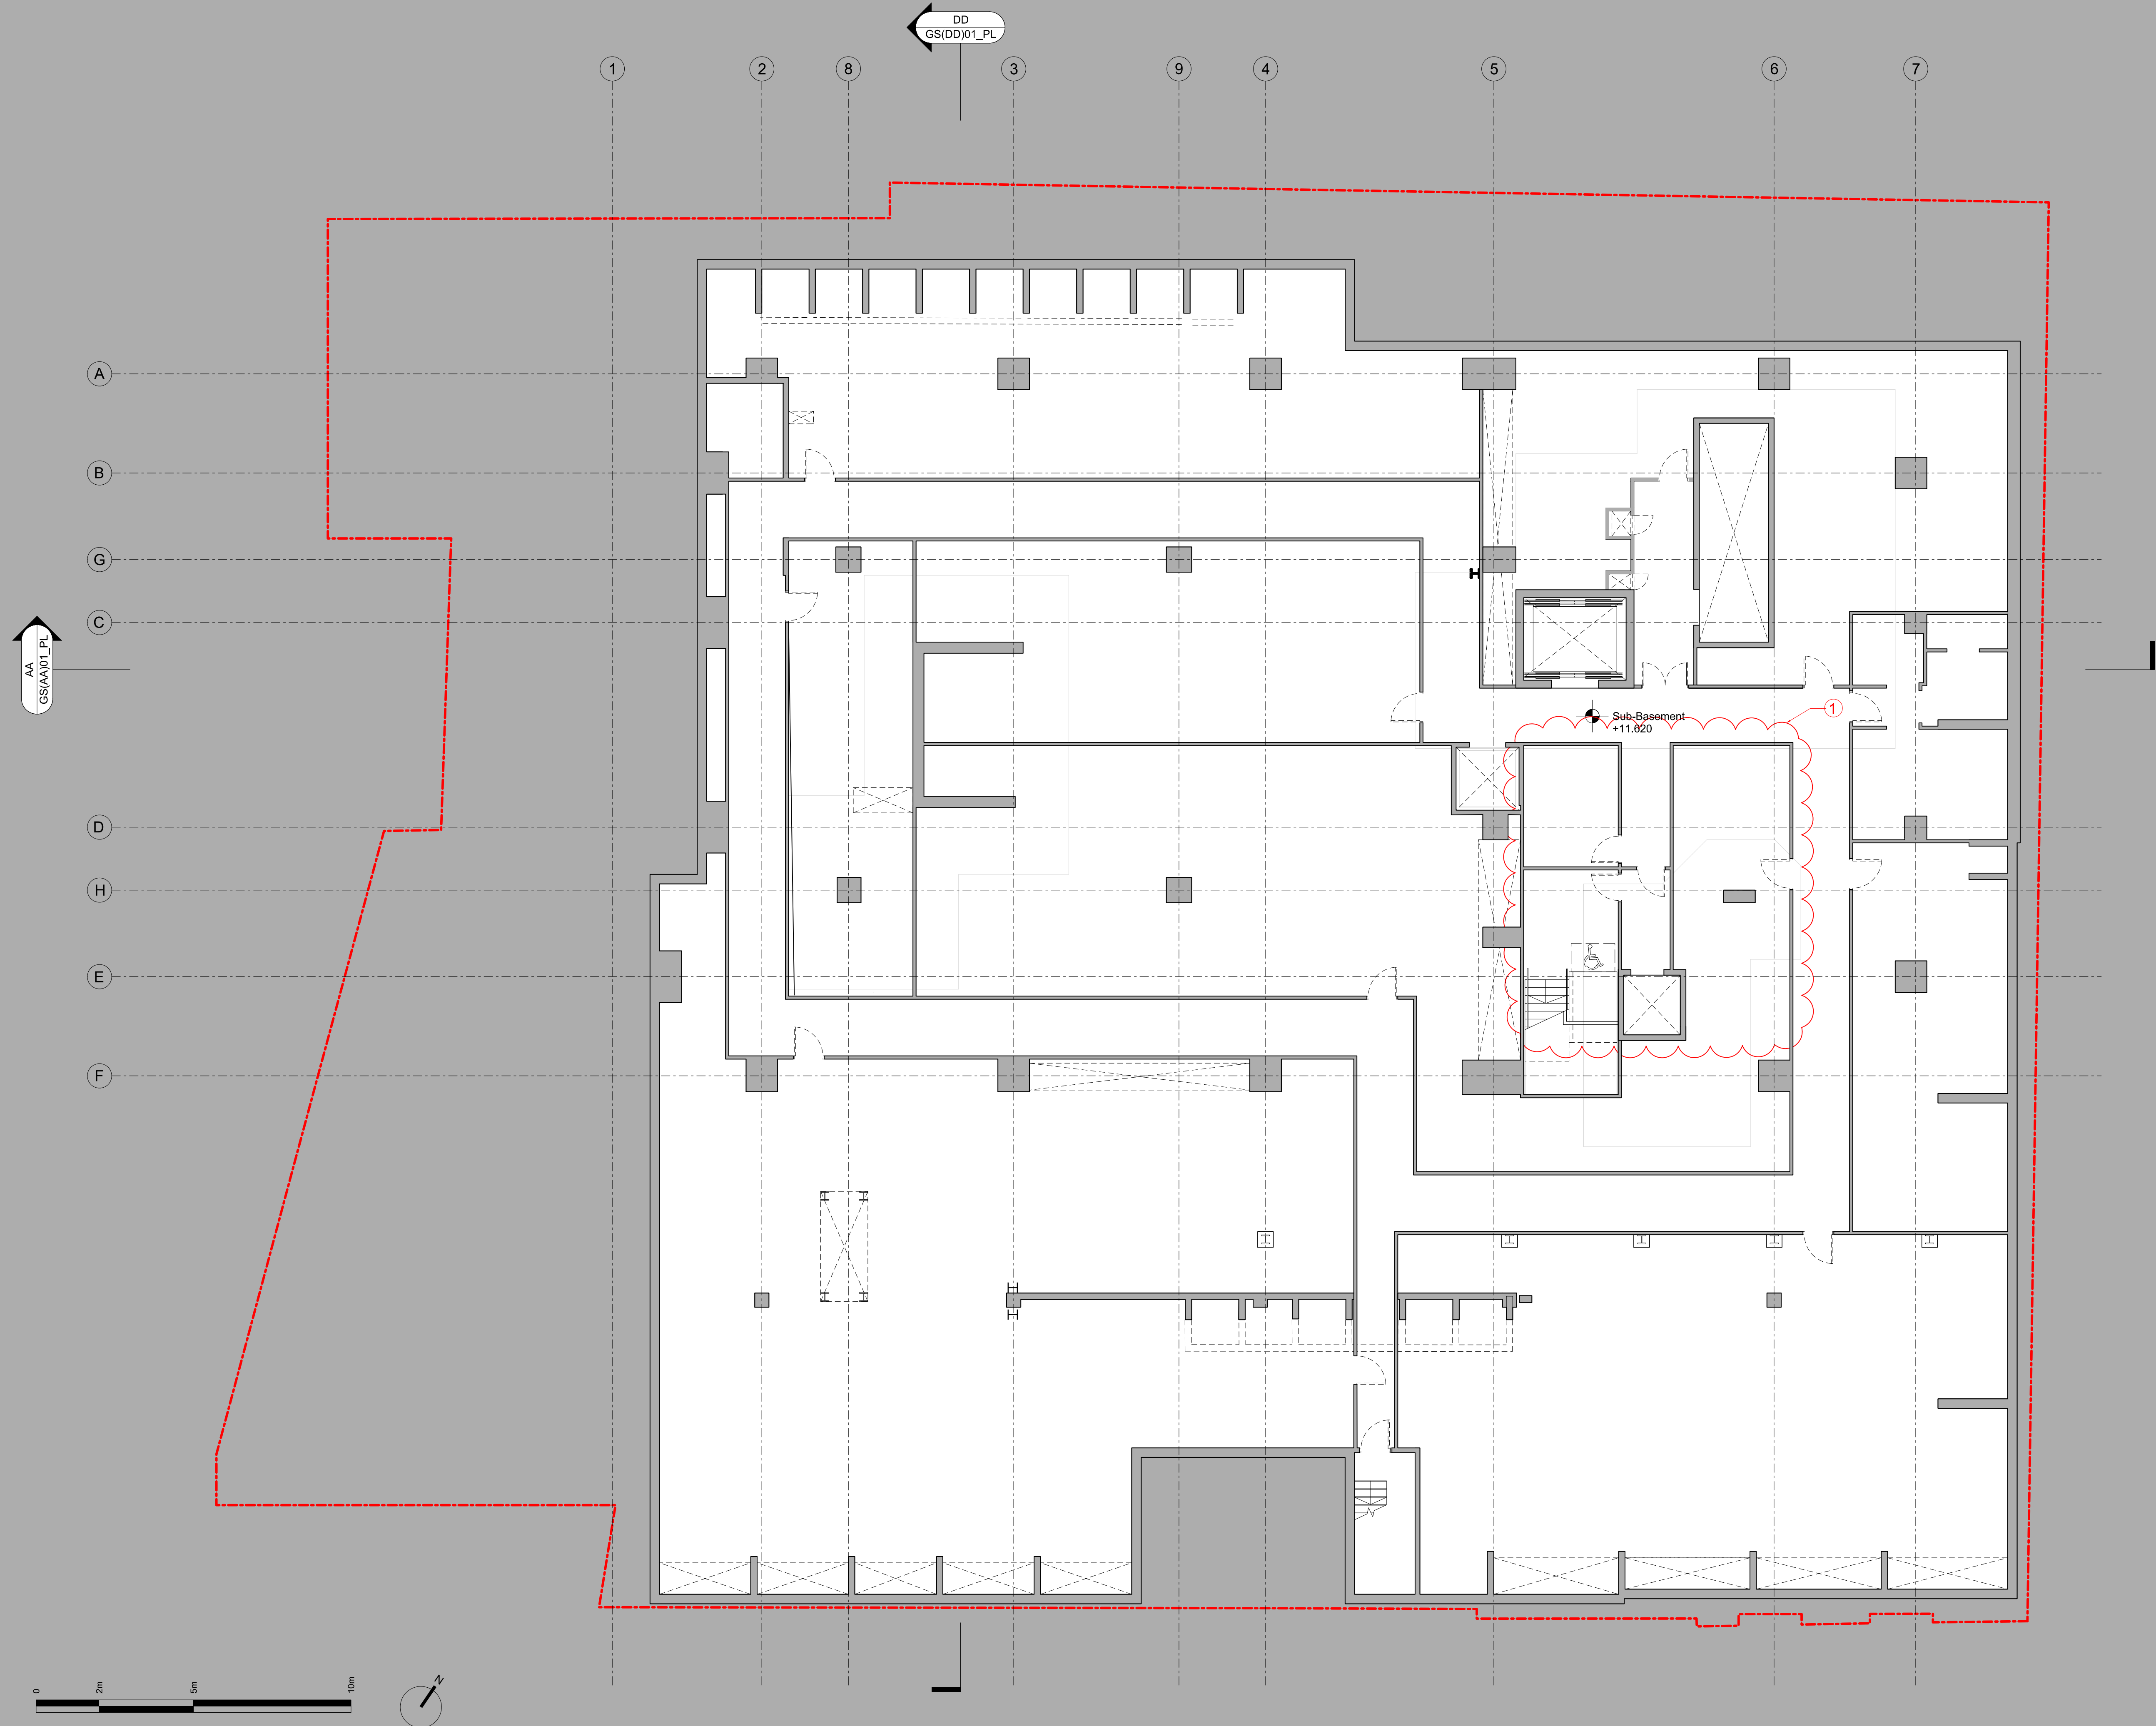 DD
GS(DD)01_PL
1
2
8
3
9
4
5
6
7
A
B
G
C
AA
GS(AA)01_PL
Sub-Basement
+11.620
1
D
H
E
F
0
2m
5m
10m
N